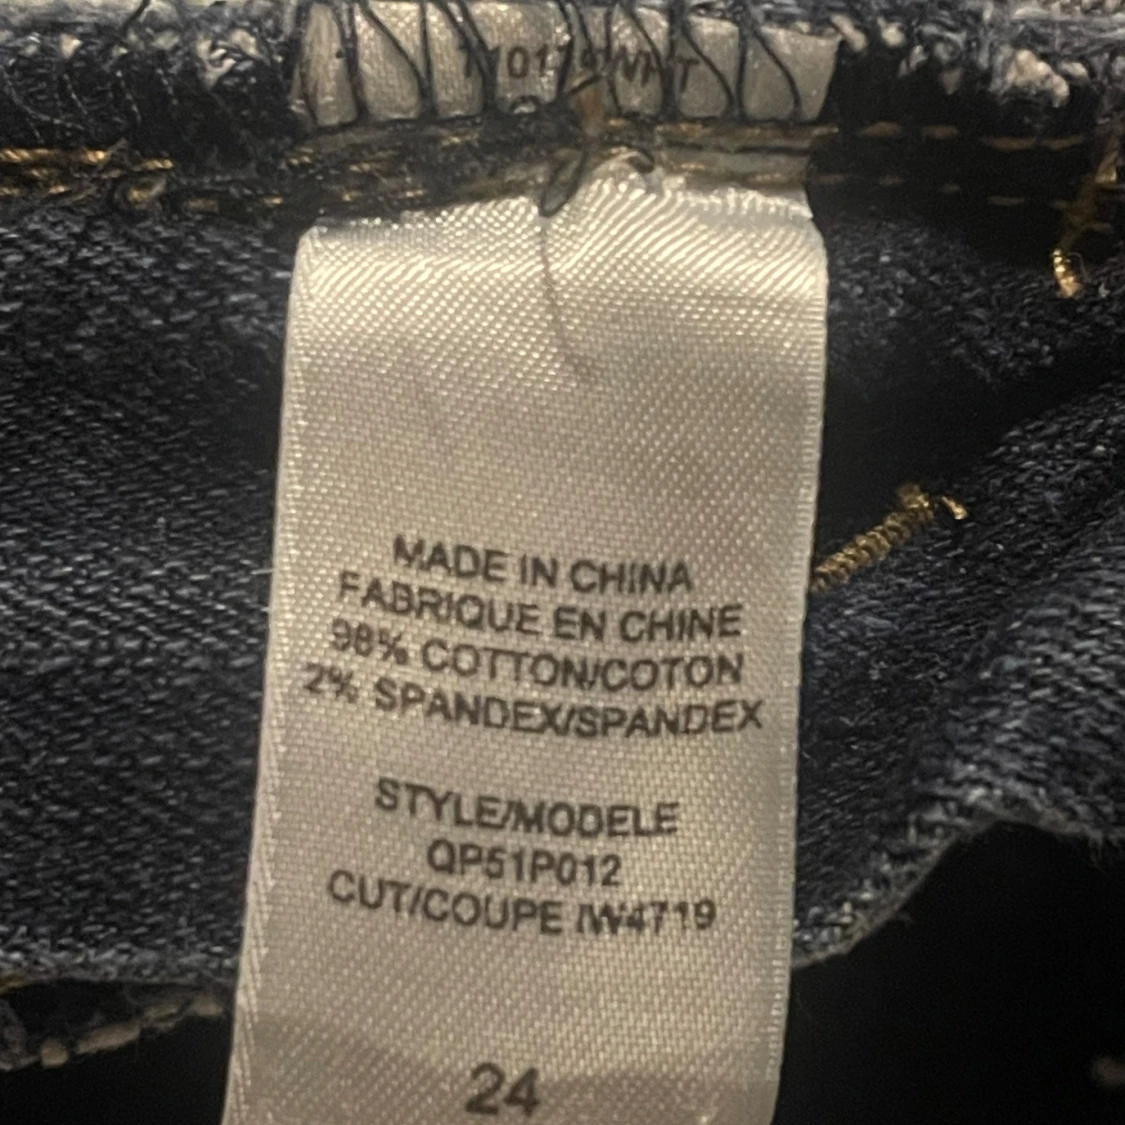 MADE IN CHINA
FABRIQUE EN CHINE
98% COTTON/COTON
2% SPANDEX/SPANDEX
STYLE/MODELE
QP51P012
CUT/COUPE IW4719
24